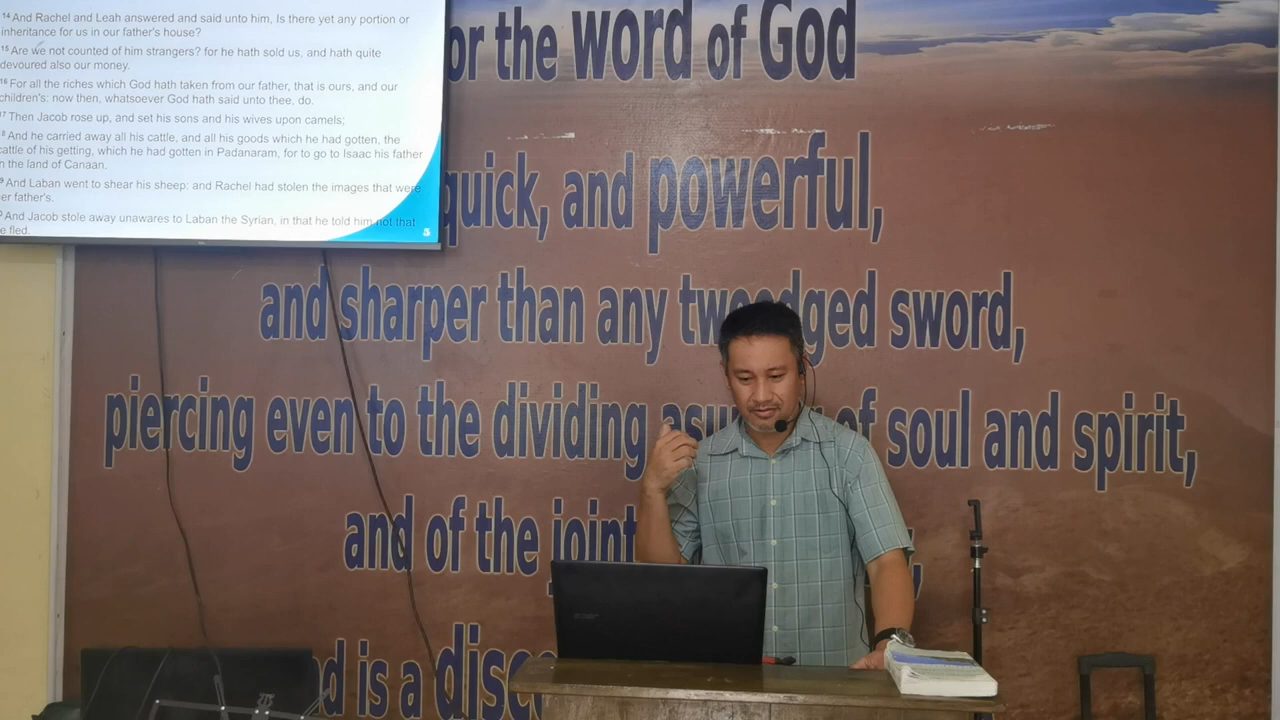 14 And Rachel and Leah answered and said unto him, Is there yet any portion or
inheritance for us in our father's house?
15 Are we not counted of him strangers? for he hath sold us, and hath quite
devoured also our money.
16 For all the riches which God hath taken from our father, that is ours, and our
children's: now then, whatsoever God hath said unto thee, do.
17 Then Jacob rose up, and set his sons and his wives upon camels;
8 And he carried away all his cattle, and all his goods which he had gotten, the
cattle of his getting, which he had gotten in Padanaram, for to go to Isaac his father
n the land of Canaan.
9 And Laban went to shear his sheep: and Rachel had stolen the images that were
er father's.
And Jacob stole away unawares to Laban the Syrian, in that he told him not that
e fled.
5
or the word of God
quick, and powerful,
and sharper than any twoedged sword,
piercing even to the dividing of soul and spirit,
and of the joint
d is a disc